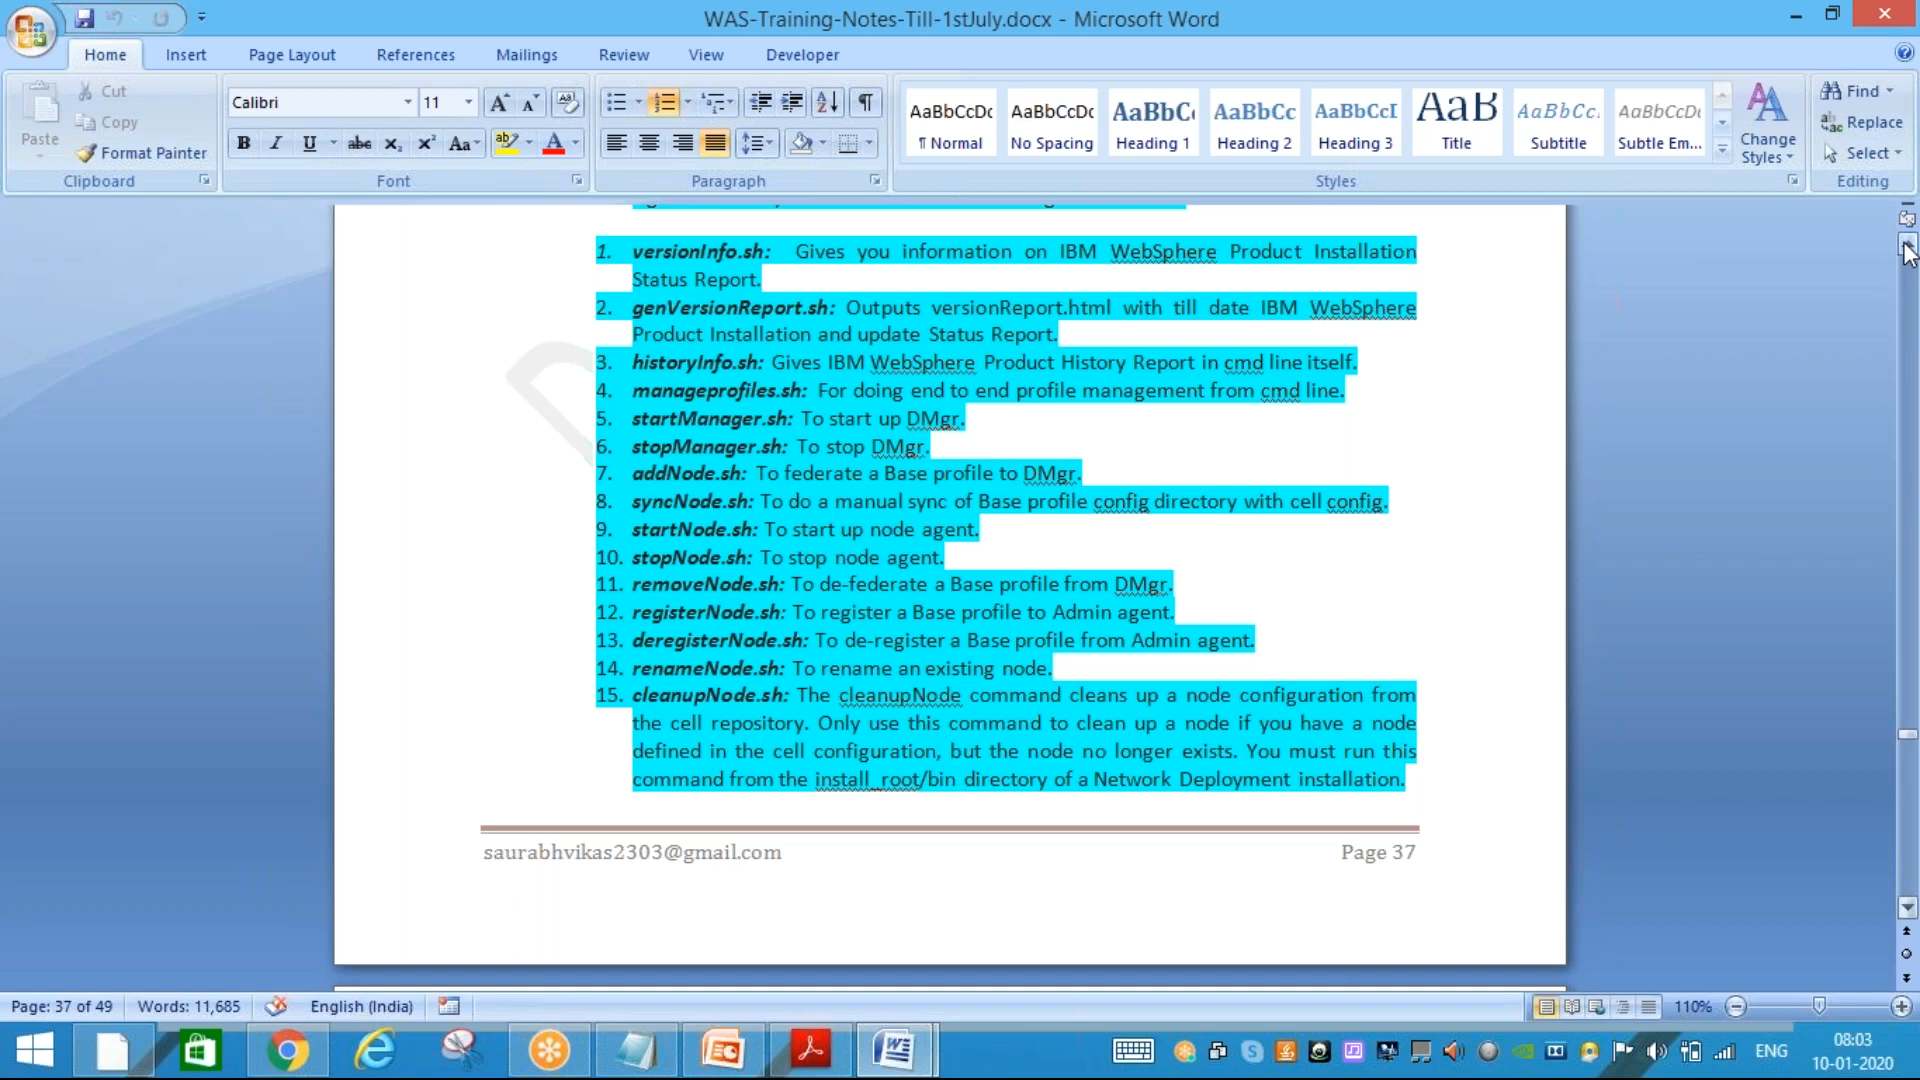 WAS-Training-Notes-Till-1stJuly.docx - Microsoft Word
Home Insert Page Layout References Mailings Review View Developer
Paste
Cut
Copy
Format Painter
Clipboard
Calibri 11
Font
Paragraph
AaBbCcDc AaBbCcDc AaBbC AaBbCc AaBbCcI AaB AaBbCc. AaBbCcDc
¶ Normal No Spacing Heading 1 Heading 2 Heading 3 Title Subtitle Subtle Em...
Change Styles
Styles
Find
Replace
Select
Editing
1. versionInfo.sh: Gives you information on IBM WebSphere Product Installation
Status Report.
2. genVersionReport.sh: Outputs versionReport.html with till date IBM WebSphere
Product Installation and update Status Report.
3. historyInfo.sh: Gives IBM WebSphere Product History Report in cmd line itself.
4. manageprofiles.sh: For doing end to end profile management from cmd line.
5. startManager.sh: To start up DMgr.
6. stopManager.sh: To stop DMgr.
7. addNode.sh: To federate a Base profile to DMgr.
8. syncNode.sh: To do a manual sync of Base profile config directory with cell config.
9. startNode.sh: To start up node agent.
10. stopNode.sh: To stop node agent.
11. removeNode.sh: To de-federate a Base profile from DMgr.
12. registerNode.sh: To register a Base profile to Admin agent.
13. deregisterNode.sh: To de-register a Base profile from Admin agent.
14. renameNode.sh: To rename an existing node.
15. cleanupNode.sh: The cleanupNode command cleans up a node configuration from
the cell repository. Only use this command to clean up a node if you have a node
defined in the cell configuration, but the node no longer exists. You must run this
command from the install_root/bin directory of a Network Deployment installation.
saurabhvikas2303@gmail.com Page 37
Page: 37 of 49 Words: 11,685 English (India) 110%
ENG
08:03
10-01-2020